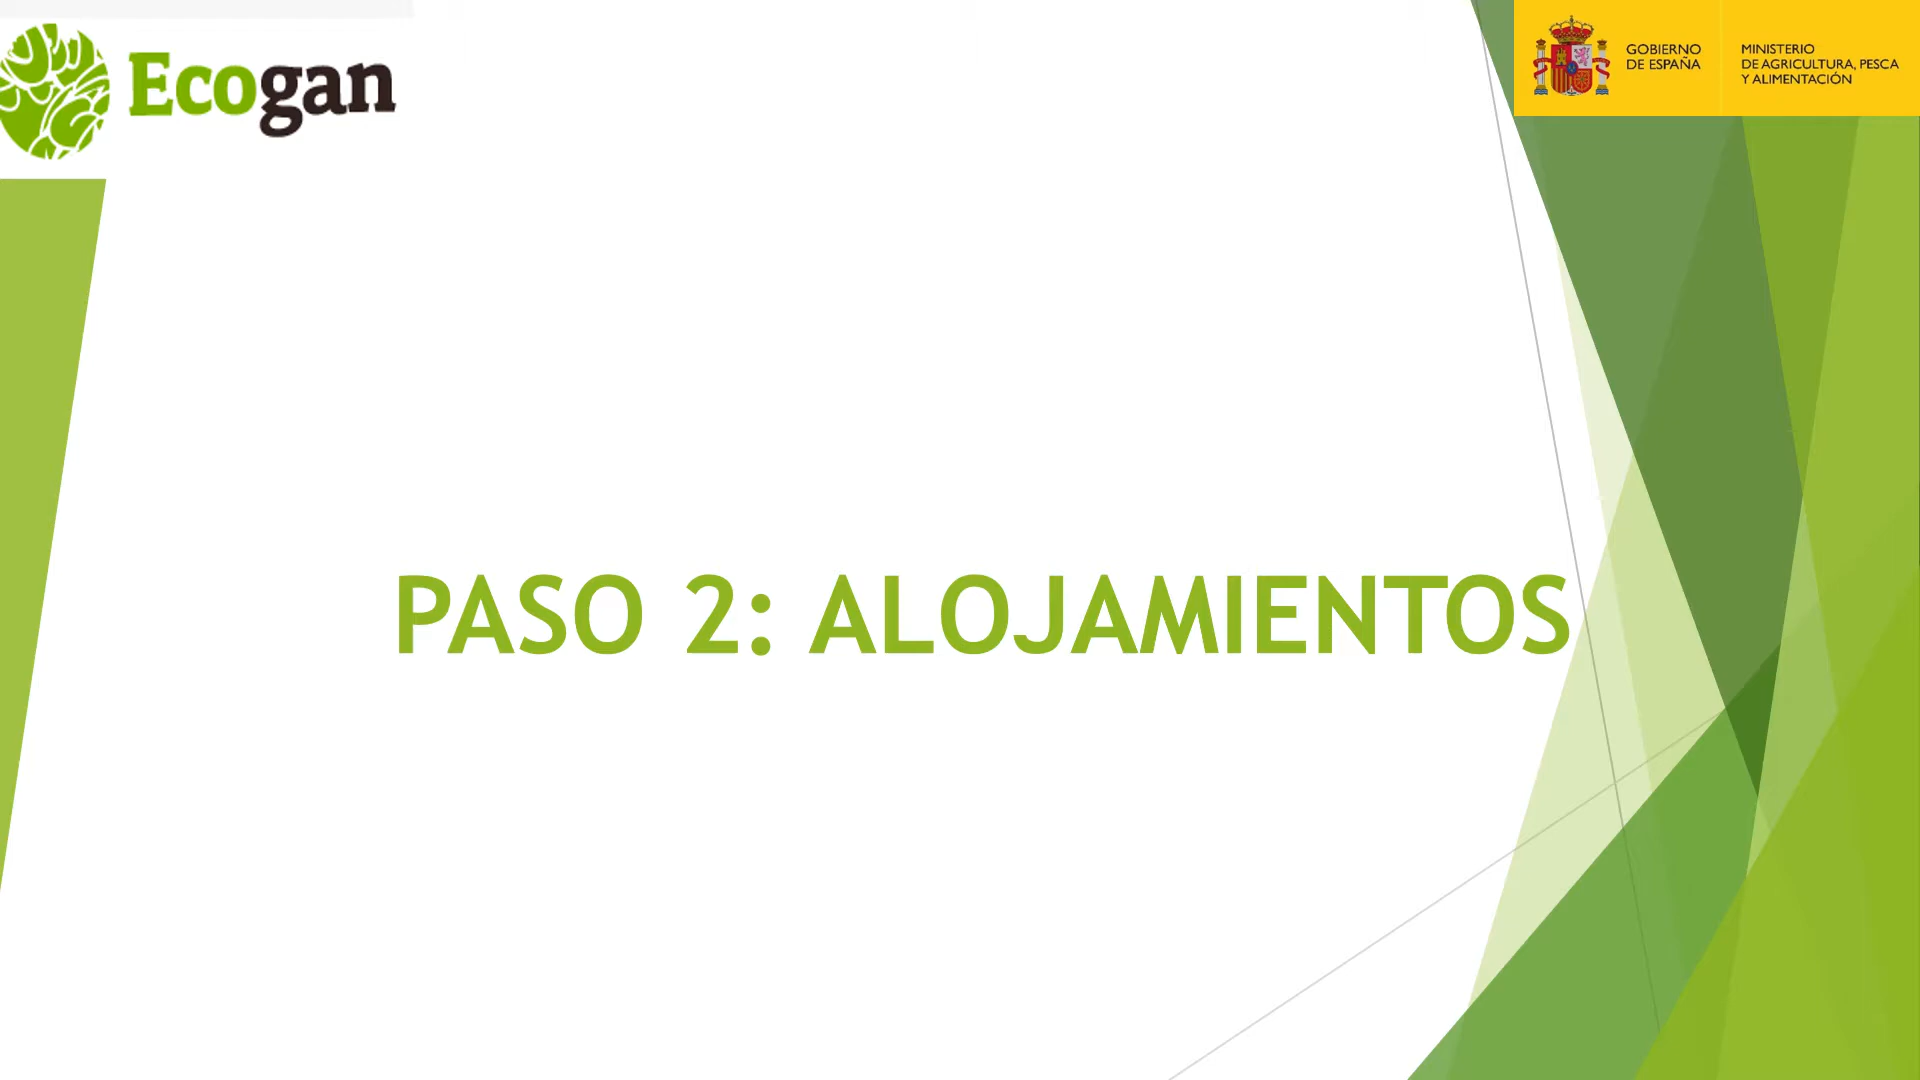 Ecogan
GOBIERNO
DE ESPAÑA
MINISTERIO
DE AGRICULTURA, PESCA
Y ALIMENTACIÓN
PASO 2: ALOJAMIENTOS